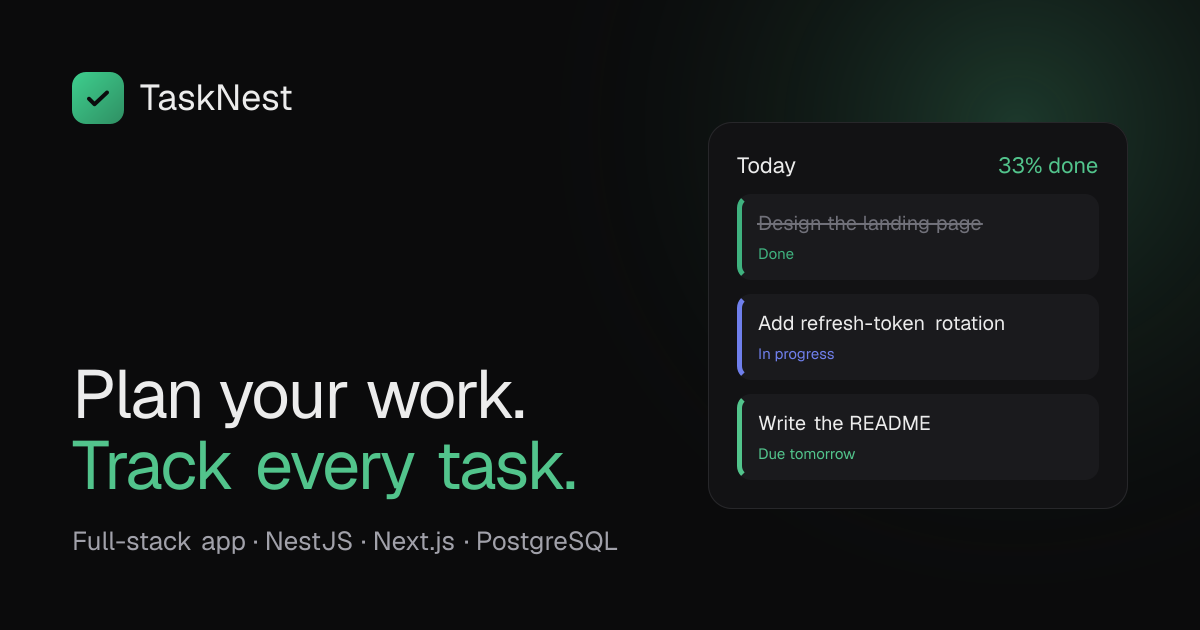 TaskNest
Plan your work.
Track every task.
Full-stack app · NestJS · Next.js · PostgreSQL
Today
33% done
Design the landing page
Done
Add refresh-token rotation
In progress
Write the README
Due tomorrow